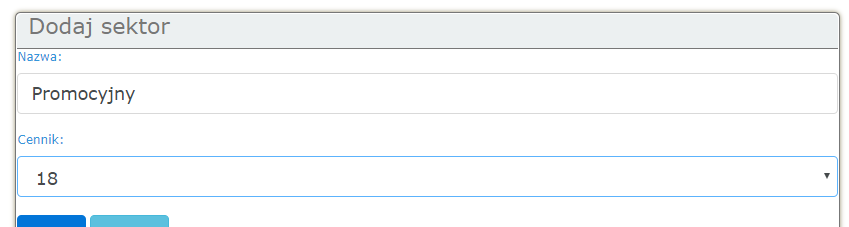 Dodaj sektor
Nazwa:
Promocyjny
Cennik:
18